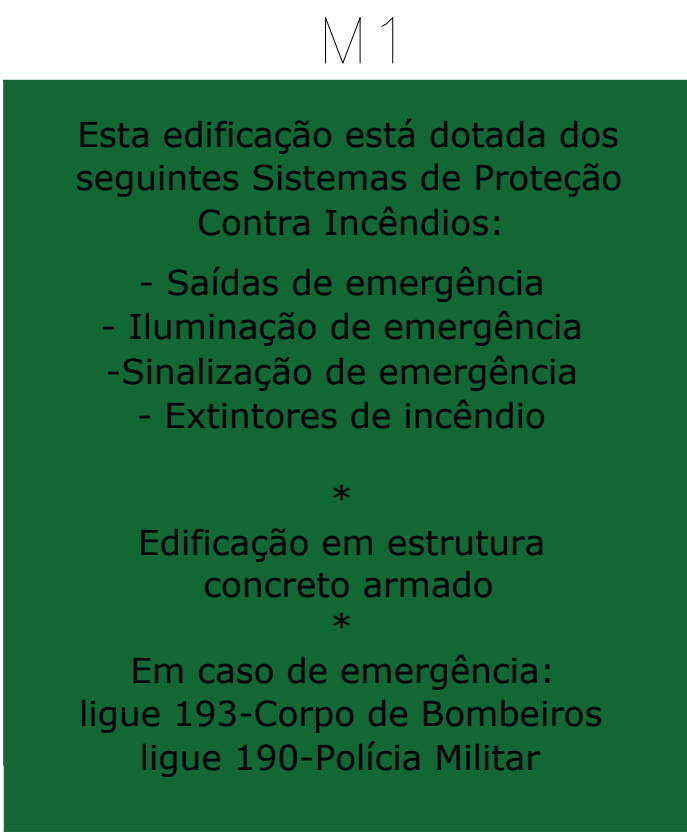 M1
Esta edificação está dotada dos
seguintes Sistemas de Proteção
Contra Incêndios:
- Saídas de emergência
- Iluminação de emergência
-Sinalização de emergência
- Extintores de incêndio
*
Edificação em estrutura
concreto armado
*
Em caso de emergência:
ligue 193-Corpo de Bombeiros
ligue 190-Polícia Militar